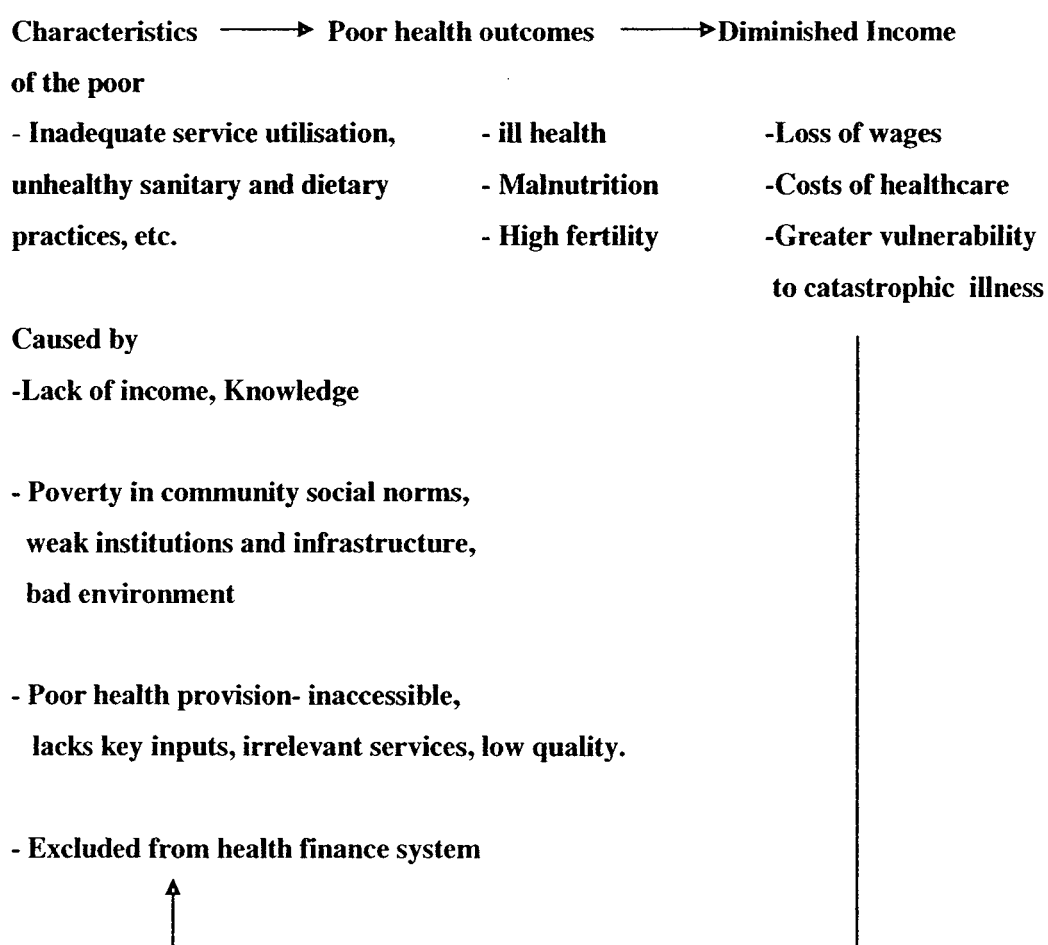 Characteristics → Poor health outcomes → Diminished Income
of the poor
- Inadequate service utilisation, - ill health -Loss of wages
unhealthy sanitary and dietary - Malnutrition -Costs of healthcare
practices, etc. - High fertility -Greater vulnerability
to catastrophic illness
Caused by
-Lack of income, Knowledge
- Poverty in community social norms,
weak institutions and infrastructure,
bad environment
- Poor health provision- inaccessible,
lacks key inputs, irrelevant services, low quality.
- Excluded from health finance system